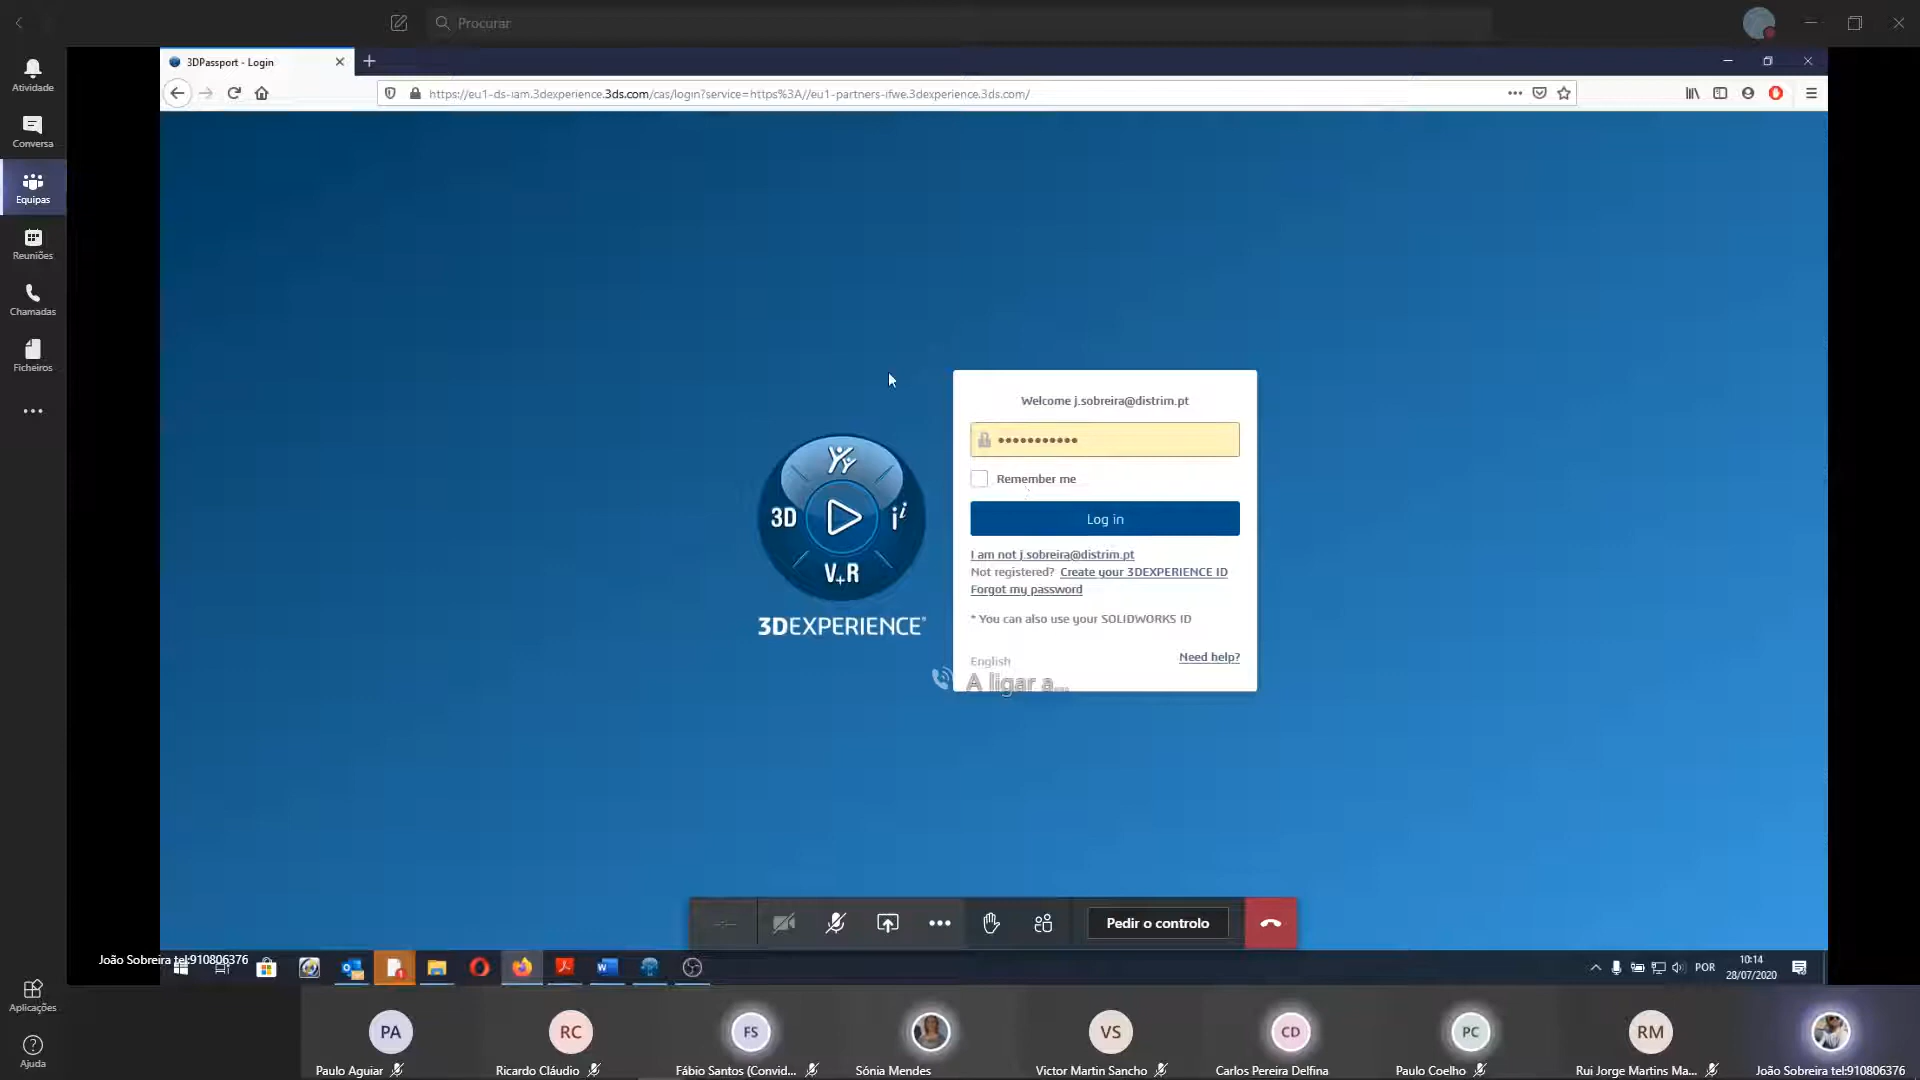 Procurar
3DPassport - Login
https://eu1-ds-iam.3dexperience.3ds.com/cas/login?service=https%3A//eu1-partners-ifwe.3dexperience.3ds.com/
Atividade
Conversa
Equipas
Reuniões
Chamadas
Ficheiros
Welcome j.sobreira@distrim.pt
Remember me
Log in
I am not j.sobreira@distrim.pt
Not registered? Create your 3DEXPERIENCE ID
Forgot my password
* You can also use your SOLIDWORKS ID
Need help?
English
A ligar a...
3D
V+R
3DEXPERIENCE
Pedir o controlo
João Sobreira tel:910806376
POR
10:14
28/07/2020
Aplicações
Ajuda
PA
RC
FS
VS
CD
PC
RM
Paulo Aguiar
Ricardo Cláudio
Fábio Santos (Convid...
Sónia Mendes
Victor Martin Sancho
Carlos Pereira Delfina
Paulo Coelho
Rui Jorge Martins Ma...
João Sobreira tel:910806376